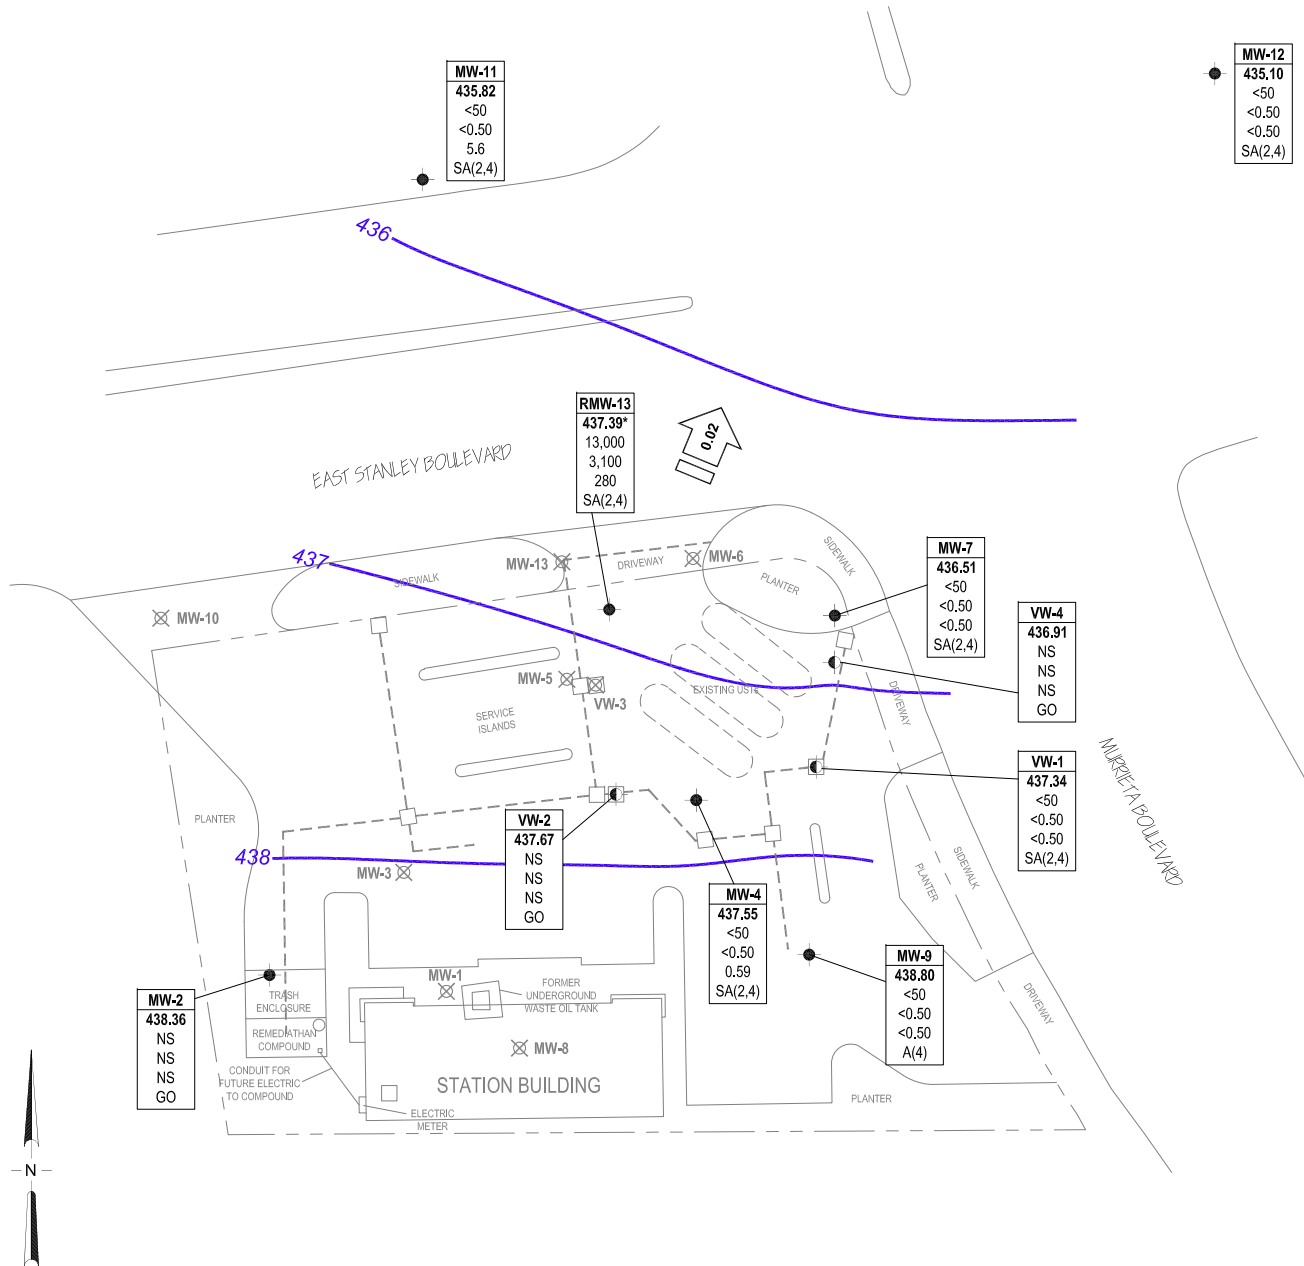 MW-11
435.82
<50
<0.50
5.6
SA(2,4)
MW-12
435.10
<50
<0.50
<0.50
SA(2,4)
436
RMW-13
437.39*
13,000
3,100
280
SA(2,4)
0.02
EAST STANLEY BOULEVARD
437
SIDEWALK
MW-13
DRIVEWAY
MW-6
SIDEWALK
PLANTER
MW-7
436.51
<50
<0.50
<0.50
SA(2,4)
MW-10
VW-4
436.91
NS
NS
NS
GO
MW-5
VW-3
EXISTING USTs
DRIVEWAY
SERVICE
ISLANDS
MURRIETA BOULEVARD
VW-1
437.34
<50
<0.50
<0.50
SA(2,4)
PLANTER
VW-2
437.67
NS
NS
NS
GO
438
MW-3
SIDEWALK
PLANTER
MW-4
437.55
<50
<0.50
0.59
SA(2,4)
MW-9
438.80
<50
<0.50
<0.50
A(4)
MW-2
438.36
NS
NS
NS
GO
TRASH
ENCLOSURE
MW-1
FORMER
UNDERGROUND
WASTE OIL TANK
DRIVEWAY
REMEDIATHAN
COMPOUND
MW-8
CONDUIT FOR
FUTURE ELECTRIC
TO COMPOUND
STATION BUILDING
ELECTRIC
METER
PLANTER
N